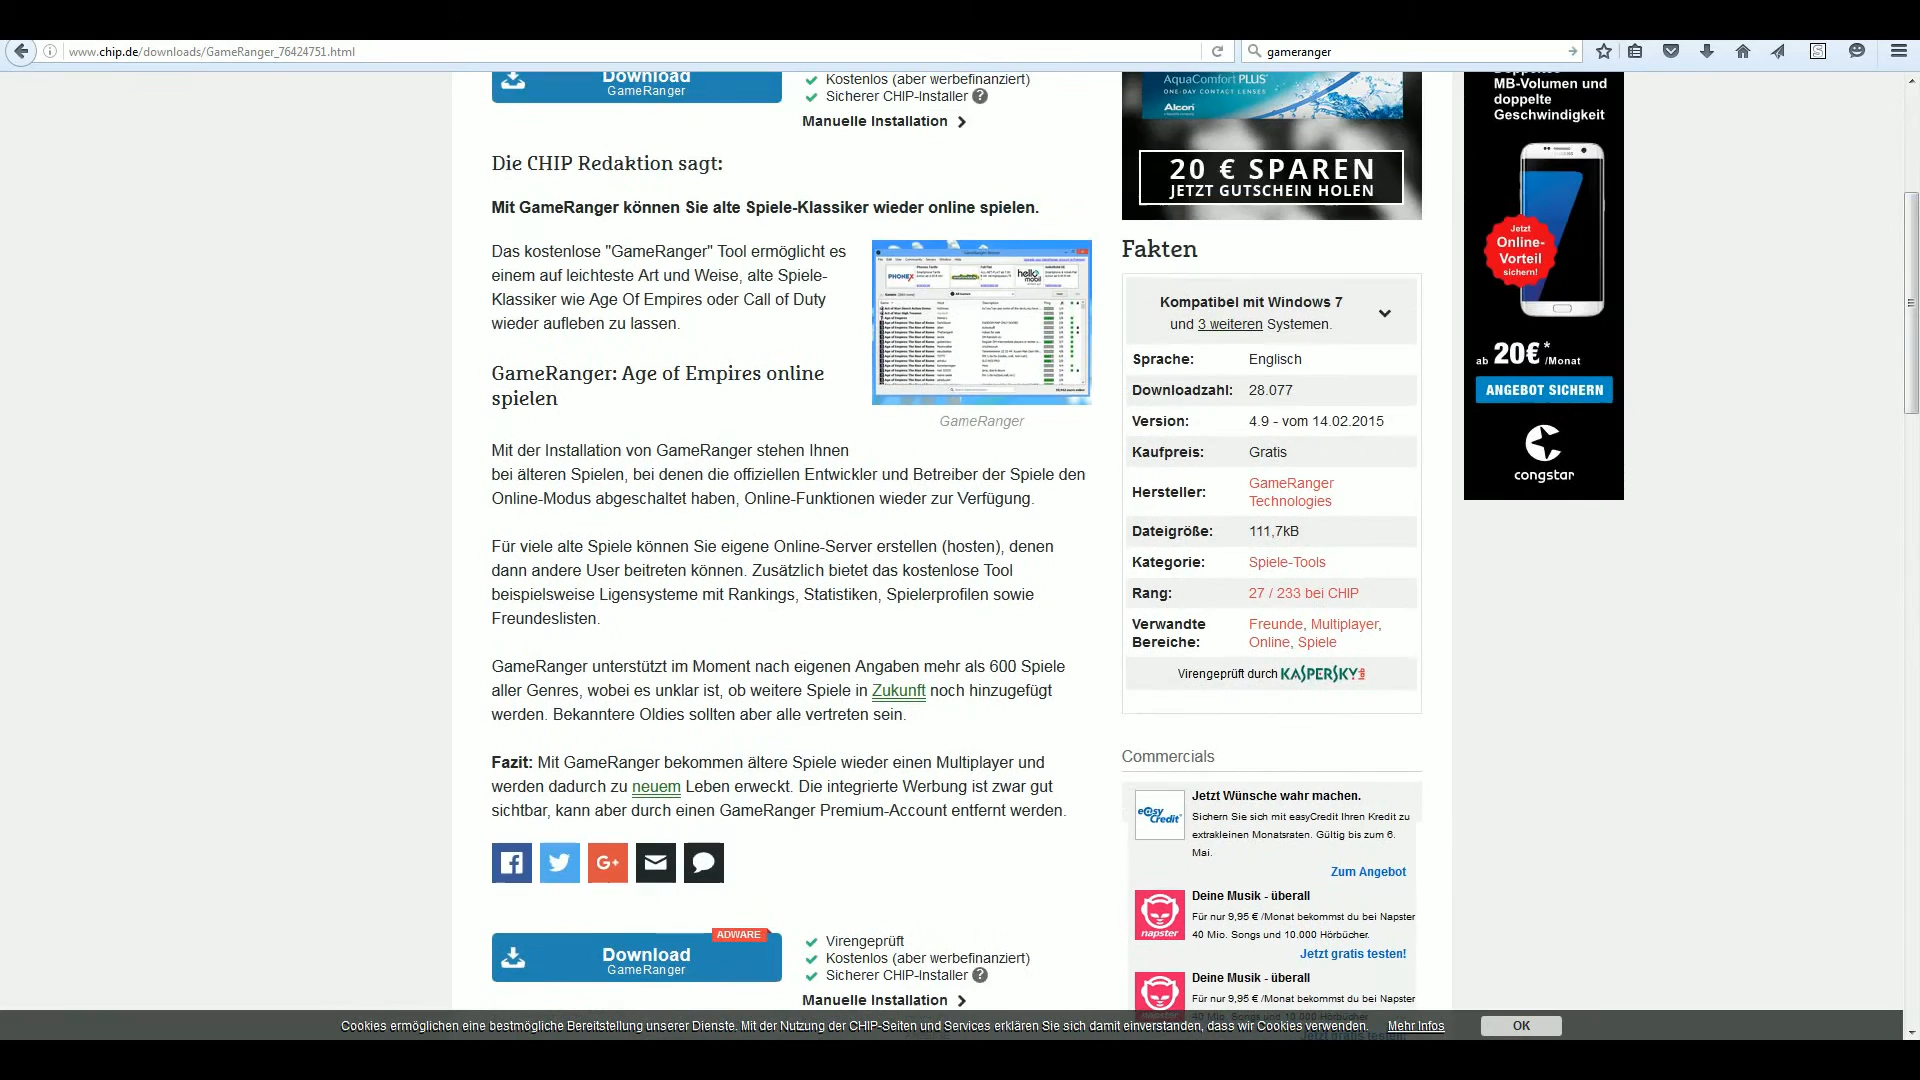 www.chip.de/downloads/GameRanger_76424751.html
gameranger
Download
GameRanger
Kostenlos (aber werbefinanziert)
Sicherer CHIP-Installer ?
Manuelle Installation
Die CHIP Redaktion sagt:
Mit GameRanger können Sie alte Spiele-Klassiker wieder online spielen.
Das kostenlose "GameRanger" Tool ermöglicht es
einem auf leichteste Art und Weise, alte Spiele-
Klassiker wie Age Of Empires oder Call of Duty
wieder aufleben zu lassen.
GameRanger
GameRanger: Age of Empires online
spielen
Mit der Installation von GameRanger stehen Ihnen
bei älteren Spielen, bei denen die offiziellen Entwickler und Betreiber der Spiele den
Online-Modus abgeschaltet haben, Online-Funktionen wieder zur Verfügung.
Für viele alte Spiele können Sie eigene Online-Server erstellen (hosten), denen
dann andere User beitreten können. Zusätzlich bietet das kostenlose Tool
beispielsweise Ligensysteme mit Rankings, Statistiken, Spielerprofilen sowie
Freundeslisten.
GameRanger unterstützt im Moment nach eigenen Angaben mehr als 600 Spiele
aller Genres, wobei es unklar ist, ob weitere Spiele in Zukunft noch hinzugefügt
werden. Bekanntere Oldies sollten aber alle vertreten sein.
Fazit: Mit GameRanger bekommen ältere Spiele wieder einen Multiplayer und
werden dadurch zu neuem Leben erweckt. Die integrierte Werbung ist zwar gut
sichtbar, kann aber durch einen GameRanger Premium-Account entfernt werden.
ADWARE
Download
GameRanger
Virengeprüft
Kostenlos (aber werbefinanziert)
Sicherer CHIP-Installer ?
Manuelle Installation
AquaComfort PLUS
ONE-DAY CONTACT LENSES
Alcon
20 € SPAREN
JETZT GUTSCHEIN HOLEN
Fakten
Kompatibel mit Windows 7
und 3 weiteren Systemen.
Sprache: Englisch
Downloadzahl: 28.077
Version: 4.9 - vom 14.02.2015
Kaufpreis: Gratis
Hersteller: GameRanger
Technologies
Dateigröße: 111,7kB
Kategorie: Spiele-Tools
Rang: 27 / 233 bei CHIP
Verwandte Freunde, Multiplayer,
Bereiche: Online, Spiele
Virengeprüft durch KASPERSKY
Commercials
easy Credit
Jetzt Wünsche wahr machen.
Sichern Sie sich mit easyCredit Ihren Kredit zu
extrakleinen Monatsraten. Gültig bis zum 6.
Mai.
Zum Angebot
napster
Deine Musik - überall
Für nur 9,95 € /Monat bekommst du bei Napster
40 Mio. Songs und 10.000 Hörbücher.
Jetzt gratis testen!
Deine Musik - überall
Für nur 9,95 € /Monat bekommst du bei Napster
40 Mio. Songs und 10.000 Hörbücher
Jetzt gratis testen!
MB-Volumen und
doppelte
Geschwindigkeit
Jetzt
Online-
Vorteil
sichern!
ab 20€* /Monat
ANGEBOT SICHERN
congstar
Cookies ermöglichen eine bestmögliche Bereitstellung unserer Dienste. Mit der Nutzung der CHIP-Seiten und Services erklären Sie sich damit einverstanden, dass wir Cookies verwenden. Mehr Infos OK